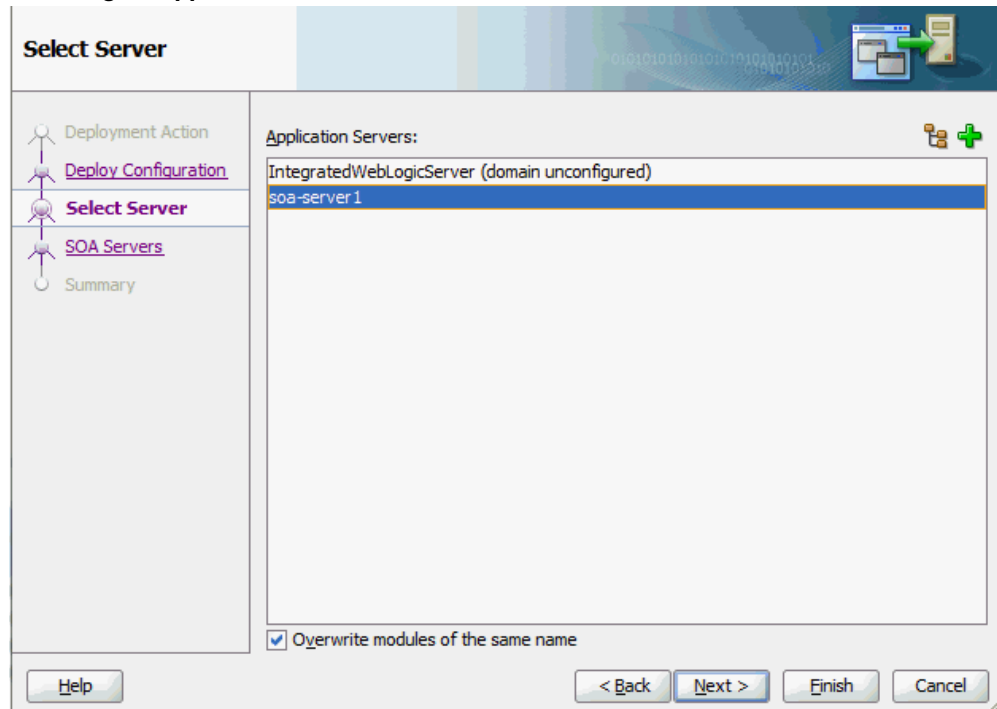 Select Server
Deployment Action
Deploy Configuration
Select Server
SOA Servers
Summary
Application Servers:
IntegratedWebLogicServer (domain unconfigured)
soa-server1
Overwrite modules of the same name
Help
< Back
Next >
Finish
Cancel